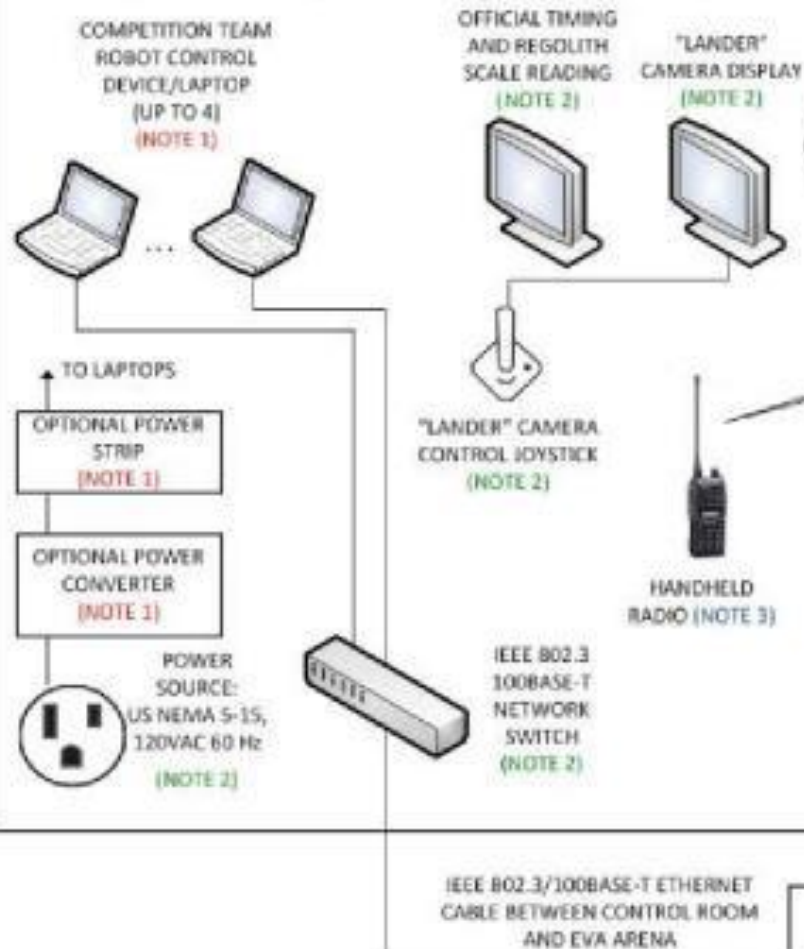 COMPETITION TEAM
ROBOT CONTROL
DEVICE/LAPTOP
(UP TO 4)
(NOTE 1)
OFFICIAL TIMING
AND REGOLITH
SCALE READING
(NOTE 2)
"LANDER"
CAMERA DISPLAY
(NOTE 2)
...
TO LAPTOPS
OPTIONAL POWER
STRIP
(NOTE 1)
OPTIONAL POWER
CONVERTER
(NOTE 1)
POWER
SOURCE:
US NEMA 5-15,
120VAC 60 Hz
(NOTE 2)
"LANDER" CAMERA
CONTROL JOYSTICK
(NOTE 2)
HANDHELD
RADIO (NOTE 3)
IEEE 802.3
100BASE-T
NETWORK
SWITCH
(NOTE 2)
IEEE 802.3/100BASE-T ETHERNET
CABLE BETWEEN CONTROL ROOM
AND EVA ARENA